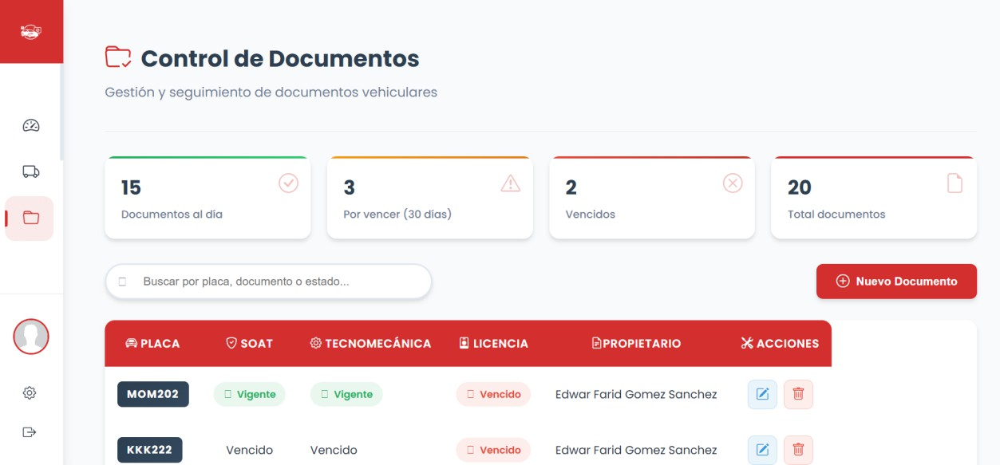 Control de Documentos
Gestión y seguimiento de documentos vehiculares
15
Documentos al día
3
Por vencer (30 días)
2
Vencidos
20
Total documentos
Buscar por placa, documento o estado...
Nuevo Documento
PLACA SOAT TECNOMECÁNICA LICENCIA PROPIETARIO ACCIONES
MOM202 Vigente Vigente Vencido Edwar Farid Gomez Sanchez
KKK222 Vencido Vencido Vencido Edwar Farid Gomez Sanchez